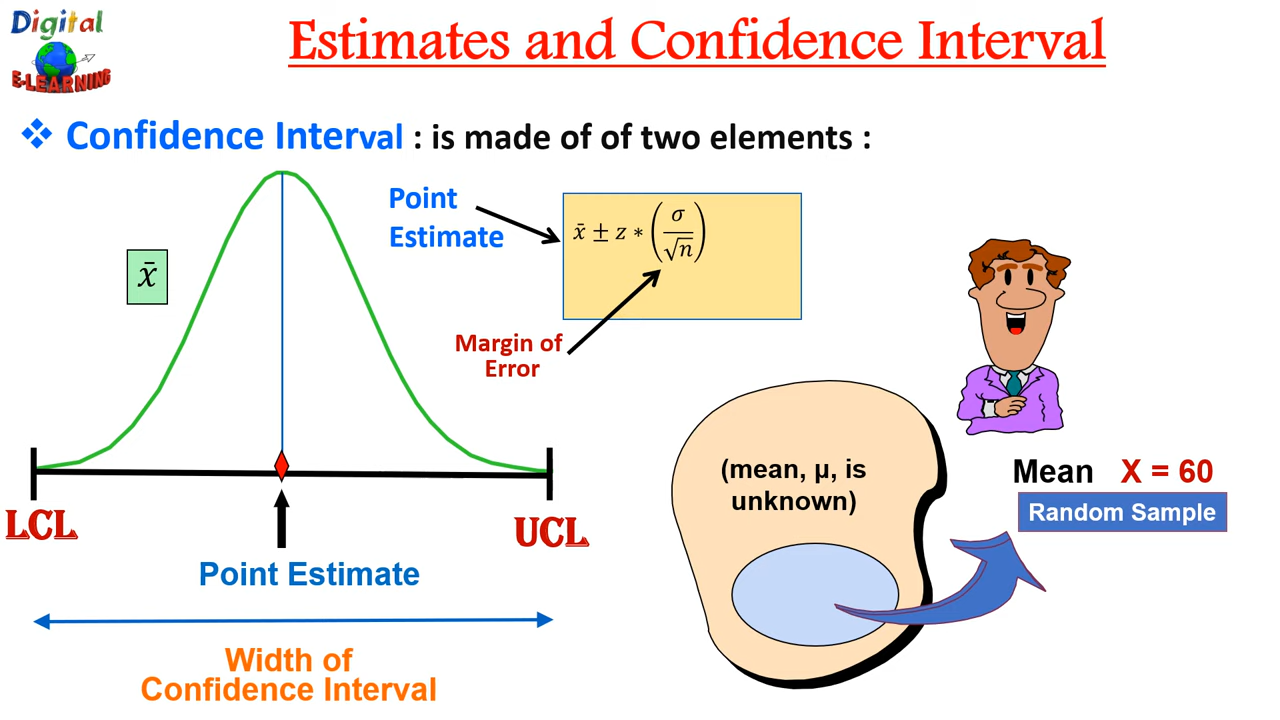 Digital
E-LEARNING
Estimates and Confidence Interval
❖ Confidence Interval : is made of of two elements :
Point
Estimate
x̄ ± z * (σ/√n)
x̄
Margin of
Error
(mean, μ, is
unknown)
Mean X = 60
Random Sample
LCL
UCL
Point Estimate
Width of
Confidence Interval